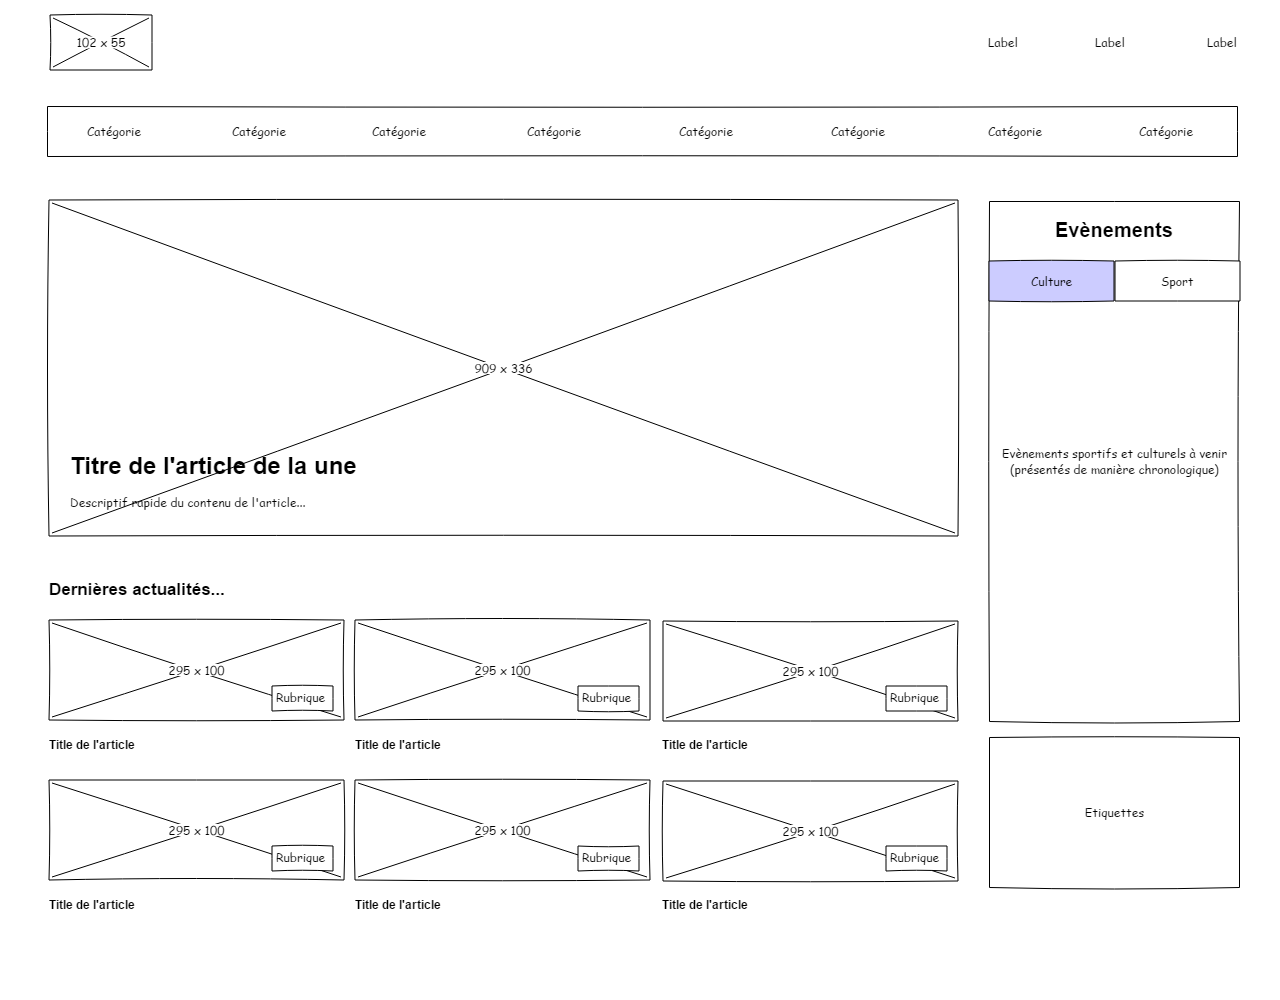 102 x 55
Label
Label
Label
Catégorie
Catégorie
Catégorie
Catégorie
Catégorie
Catégorie
Catégorie
Catégorie
909 x 336
Titre de l'article de la une
Descriptif rapide du contenu de l'article...
Evènements
Culture
Sport
Evènements sportifs et culturels à venir
(présentés de manière chronologique)
Dernières actualités...
295 x 100
Rubrique
295 x 100
Rubrique
295 x 100
Rubrique
Title de l'article
Title de l'article
Title de l'article
295 x 100
Rubrique
295 x 100
Rubrique
295 x 100
Rubrique
Title de l'article
Title de l'article
Title de l'article
Etiquettes